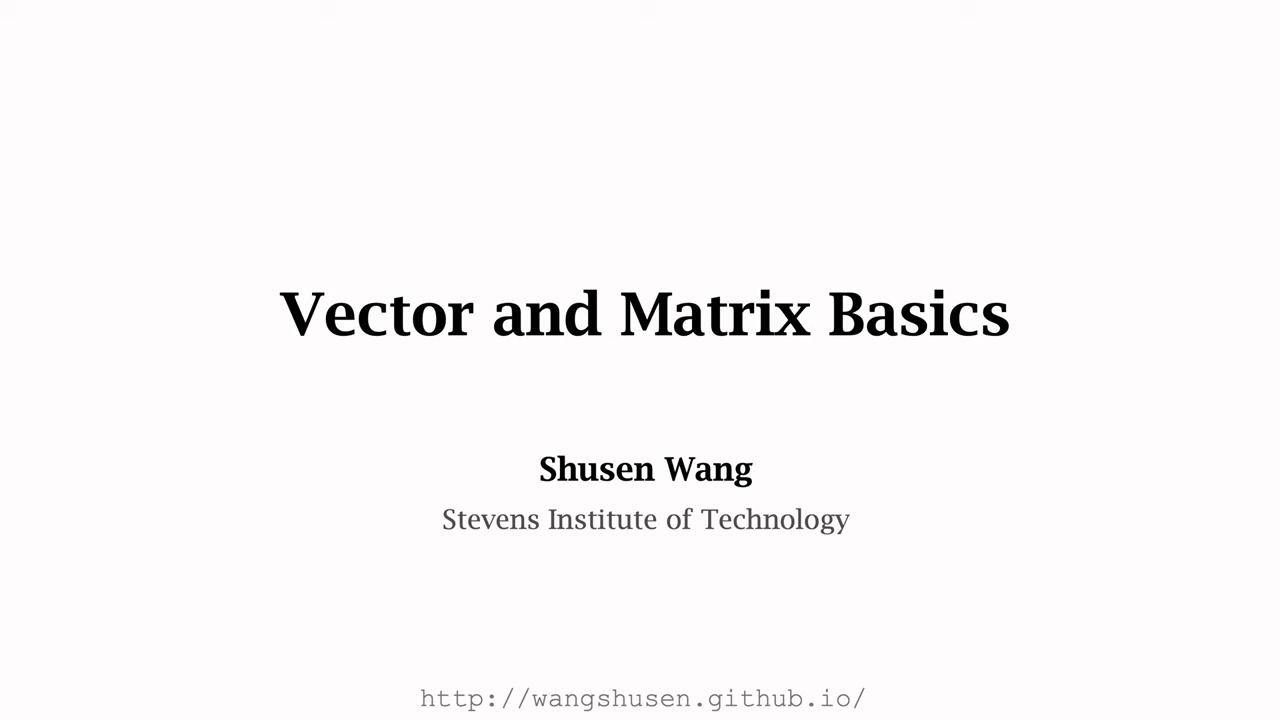 Vector and Matrix Basics
Shusen Wang
Stevens Institute of Technology
http://wangshusen.github.io/